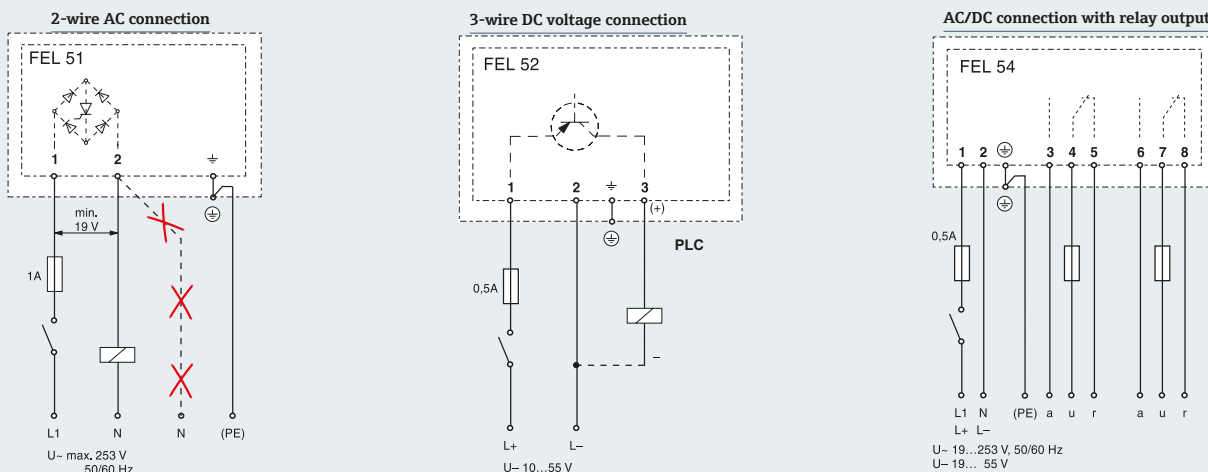 2-wire AC connection
FEL 51
1 2
min.
19 V
1A
L1 N N (PE)
U~ max. 253 V
50/60 Hz
3-wire DC voltage connection
FEL 52
1 2 3
(+)
PLC
0,5A
–
L+ L–
U– 10...55 V
AC/DC connection with relay output
FEL 54
1 2 3 4 5 6 7 8
0,5A
L1 N (PE) a u r a u r
L+ L–
U~ 19...253 V, 50/60 Hz
U– 19... 55 V